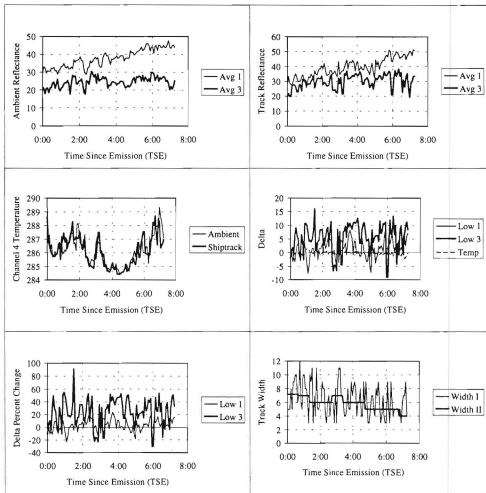 Ambient Reflectance
50
40
30
20
10
0
0:00 2:00 4:00 6:00 8:00
Time Since Emission (TSE)
Avg 1
Avg 3
Track Reflectance
60
50
40
30
20
10
0
0:00 2:00 4:00 6:00 8:00
Time Since Emission (TSE)
Avg 1
Avg 3
Channel 4 Temperature
290
289
288
287
286
285
284
0:00 2:00 4:00 6:00 8:00
Time Since Emission (TSE)
Ambient
Shiptrack
Delta
20
15
10
5
0
-5
-10
0:00 2:00 4:00 6:00 8:00
Time Since Emission (TSE)
Low 1
Low 3
Temp
Delta Percent Change
100
80
60
40
20
0
-20
-40
0:00 2:00 4:00 6:00 8:00
Time Since Emission (TSE)
Low 1
Low 3
Track Width
12
10
8
6
4
2
0
0:00 2:00 4:00 6:00 8:00
Time Since Emission (TSE)
Width I
Width II